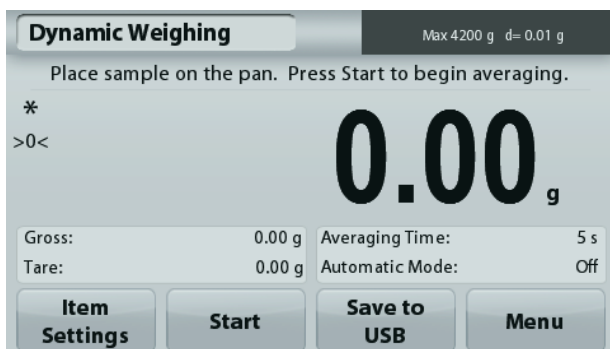 Dynamic Weighing
Max 4200 g d= 0.01 g
Place sample on the pan. Press Start to begin averaging.
*
>0<
0.00 g
Gross: 0.00 g
Tare: 0.00 g
Averaging Time: 5 s
Automatic Mode: Off
Item
Settings
Start
Save to
USB
Menu